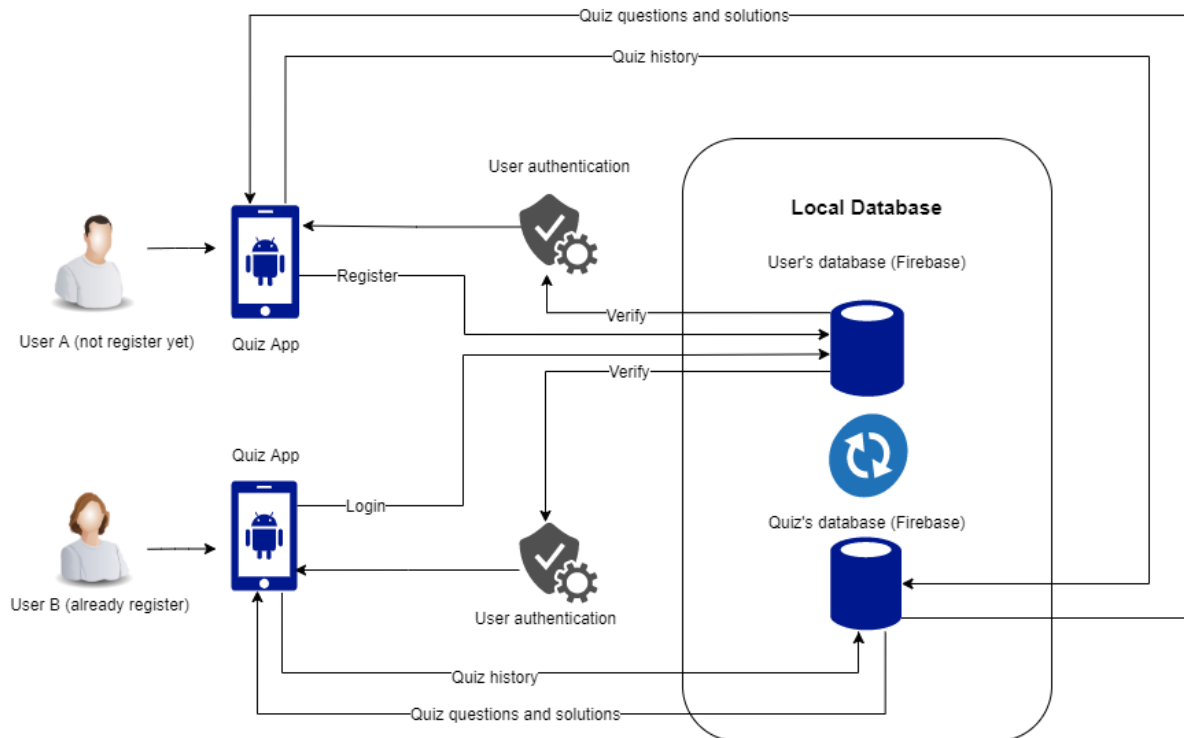 Quiz questions and solutions
Quiz history
User authentication
Local Database
User's database (Firebase)
Register
Verify
User A (not register yet)
Quiz App
Verify
Quiz App
Login
Quiz's database (Firebase)
User B (already register)
User authentication
Quiz history
Quiz questions and solutions